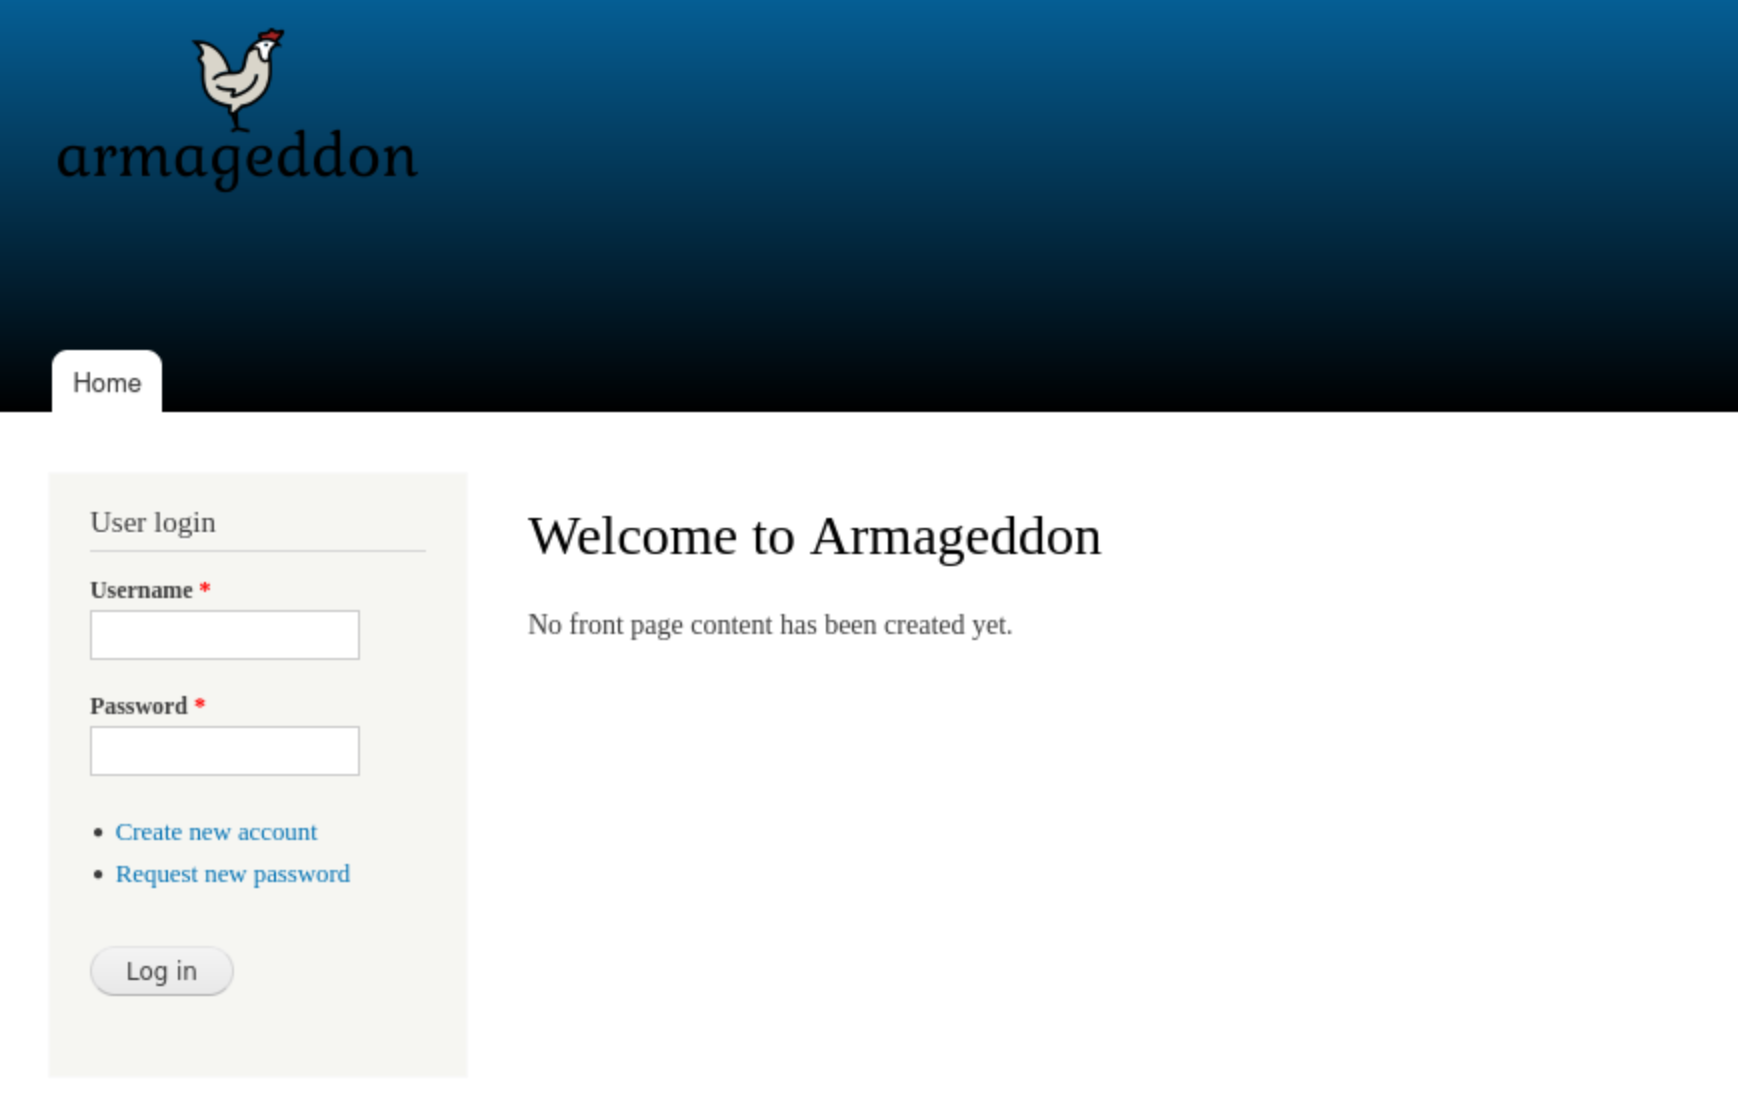 armageddon
Home
User login
Username *
Password *
Create new account
Request new password
Log in
Welcome to Armageddon
No front page content has been created yet.